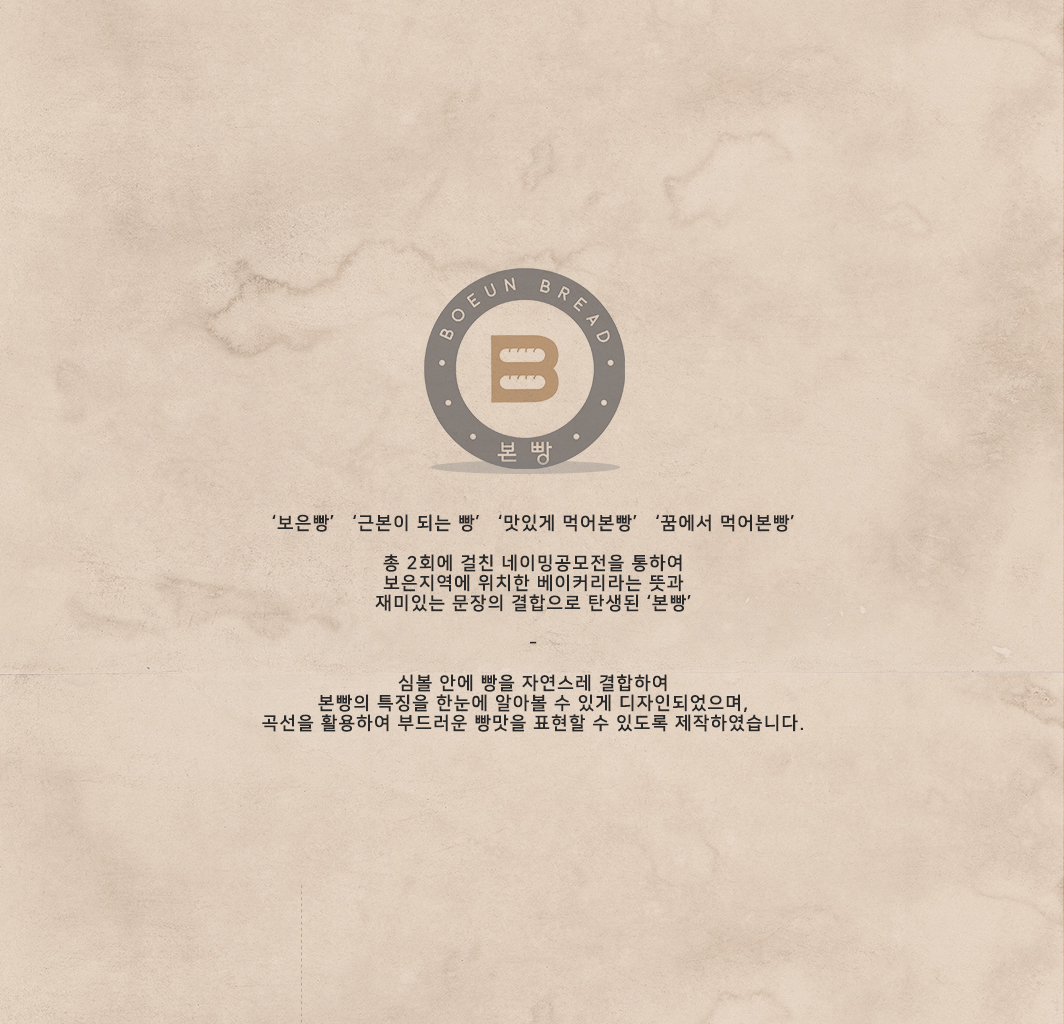 BOEUN BREAD
B
본빵
‘보은빵’ ‘근본이 되는 빵’ ‘맛있게 먹어본빵’ ‘꿈에서 먹어본빵’
총 2회에 걸친 네이밍공모전을 통하여
보은지역에 위치한 베이커리라는 뜻과
재미있는 문장의 결합으로 탄생된 ‘본빵’
-
심볼 안에 빵을 자연스레 결합하여
본빵의 특징을 한눈에 알아볼 수 있게 디자인되었으며,
곡선을 활용하여 부드러운 빵맛을 표현할 수 있도록 제작하였습니다.